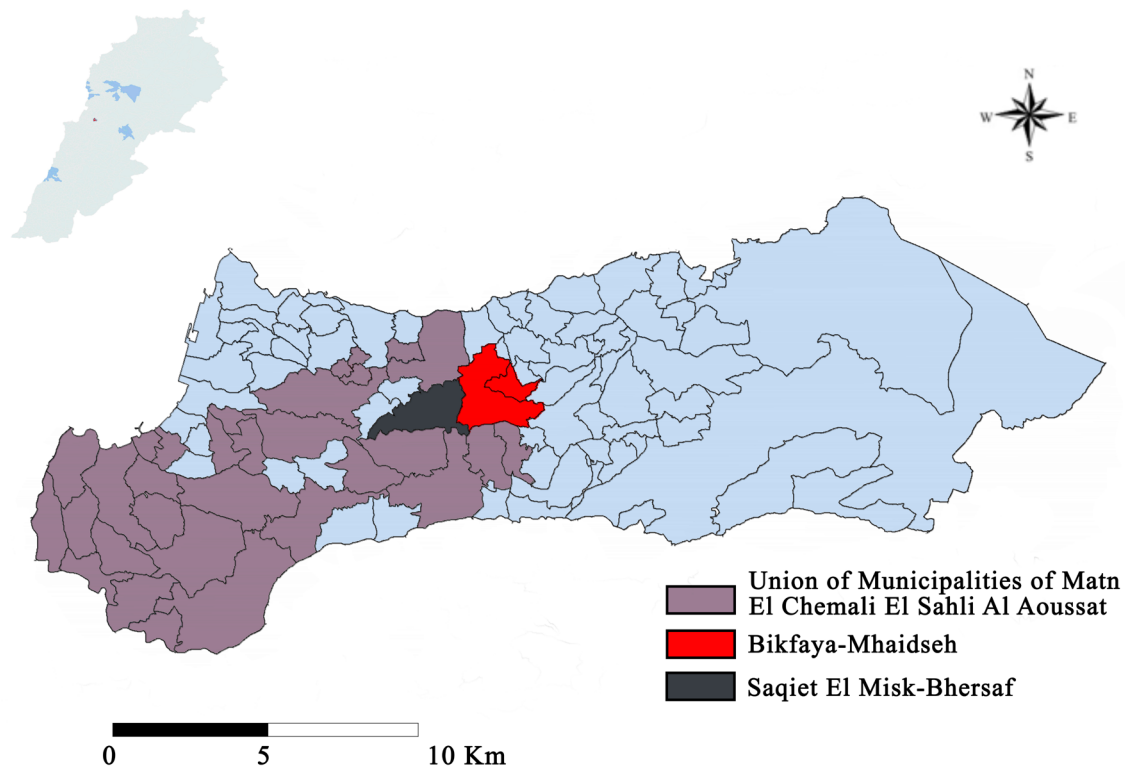 N
W E
S
Union of Municipalities of Matn
El Chemali El Sahli Al Aoussat
Bikfaya-Mhaidseh
Saqiet El Misk-Bhersaf
0 5 10 Km